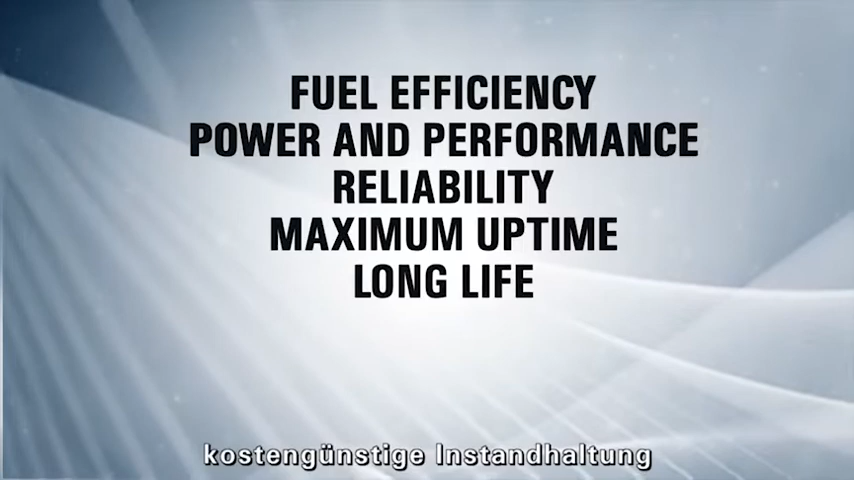 FUEL EFFICIENCY
POWER AND PERFORMANCE
RELIABILITY
MAXIMUM UPTIME
LONG LIFE
kostengünstige Instandhaltung